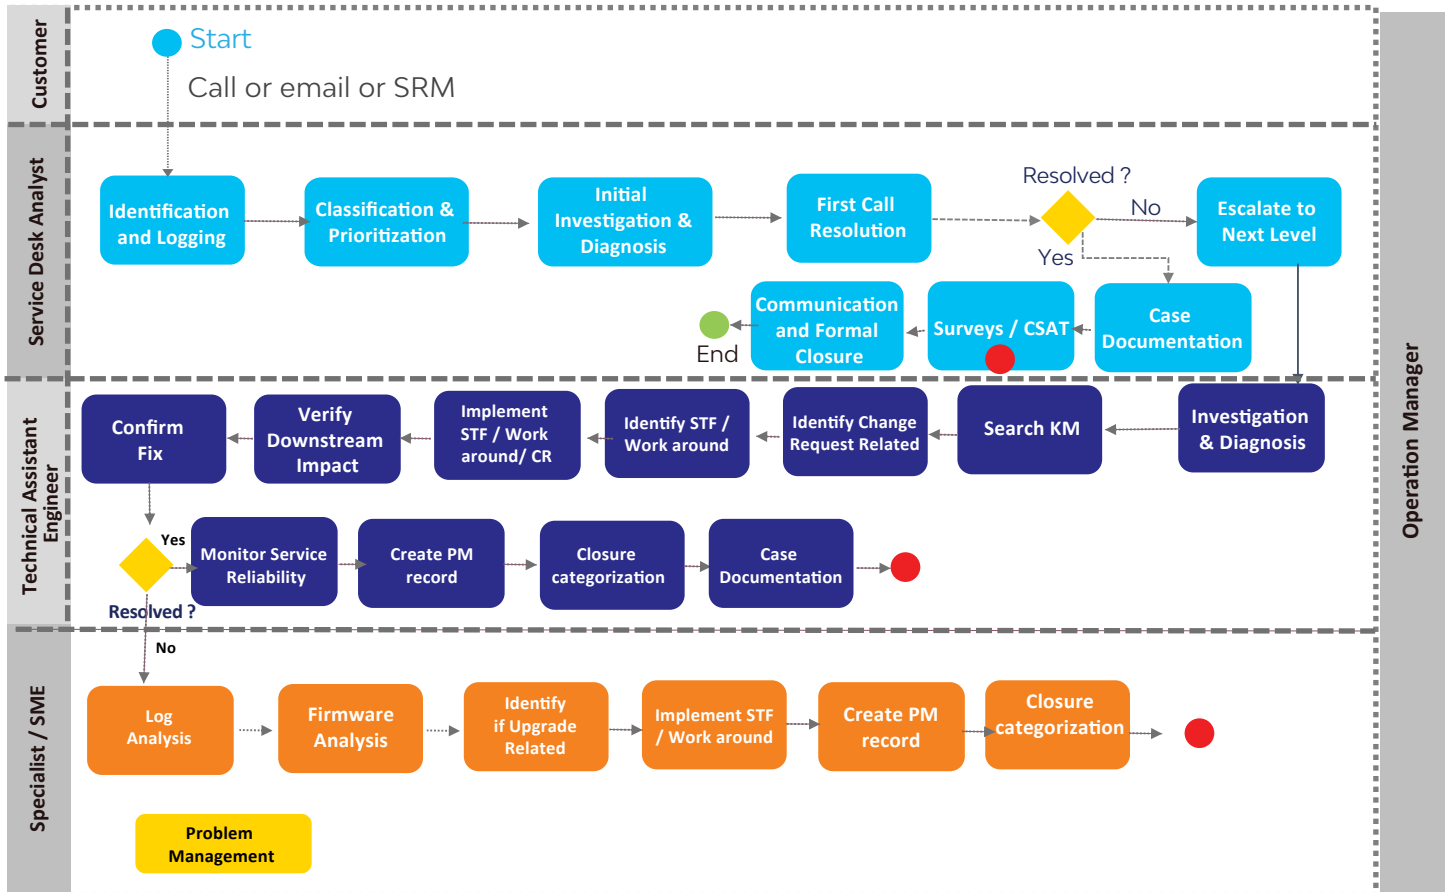 Customer
Start
Call or email or SRM
Service Desk Analyst
Identification
and Logging
Classification &
Prioritization
Initial
Investigation &
Diagnosis
First Call
Resolution
Resolved ?
No
Yes
Escalate to
Next Level
End
Communication
and Formal
Closure
Surveys / CSAT
Case
Documentation
Operation Manager
Technical Assistant
Engineer
Confirm
Fix
Verify
Downstream
Impact
Implement
STF / Work
around/ CR
Identify STF /
Work around
Identify Change
Request Related
Search KM
Investigation
& Diagnosis
Yes
Resolved ?
Monitor Service
Reliability
Create PM
record
Closure
categorization
Case
Documentation
No
Specialist / SME
Log
Analysis
Firmware
Analysis
Identify
if Upgrade
Related
Implement STF
/ Work around
Create PM
record
Closure
categorization
Problem
Management